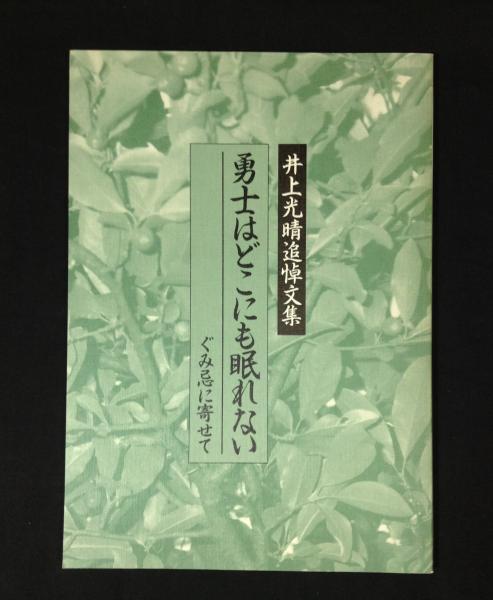 井上光晴追悼文集
勇士はどこにも眠れない
ぐみ忌に寄せて